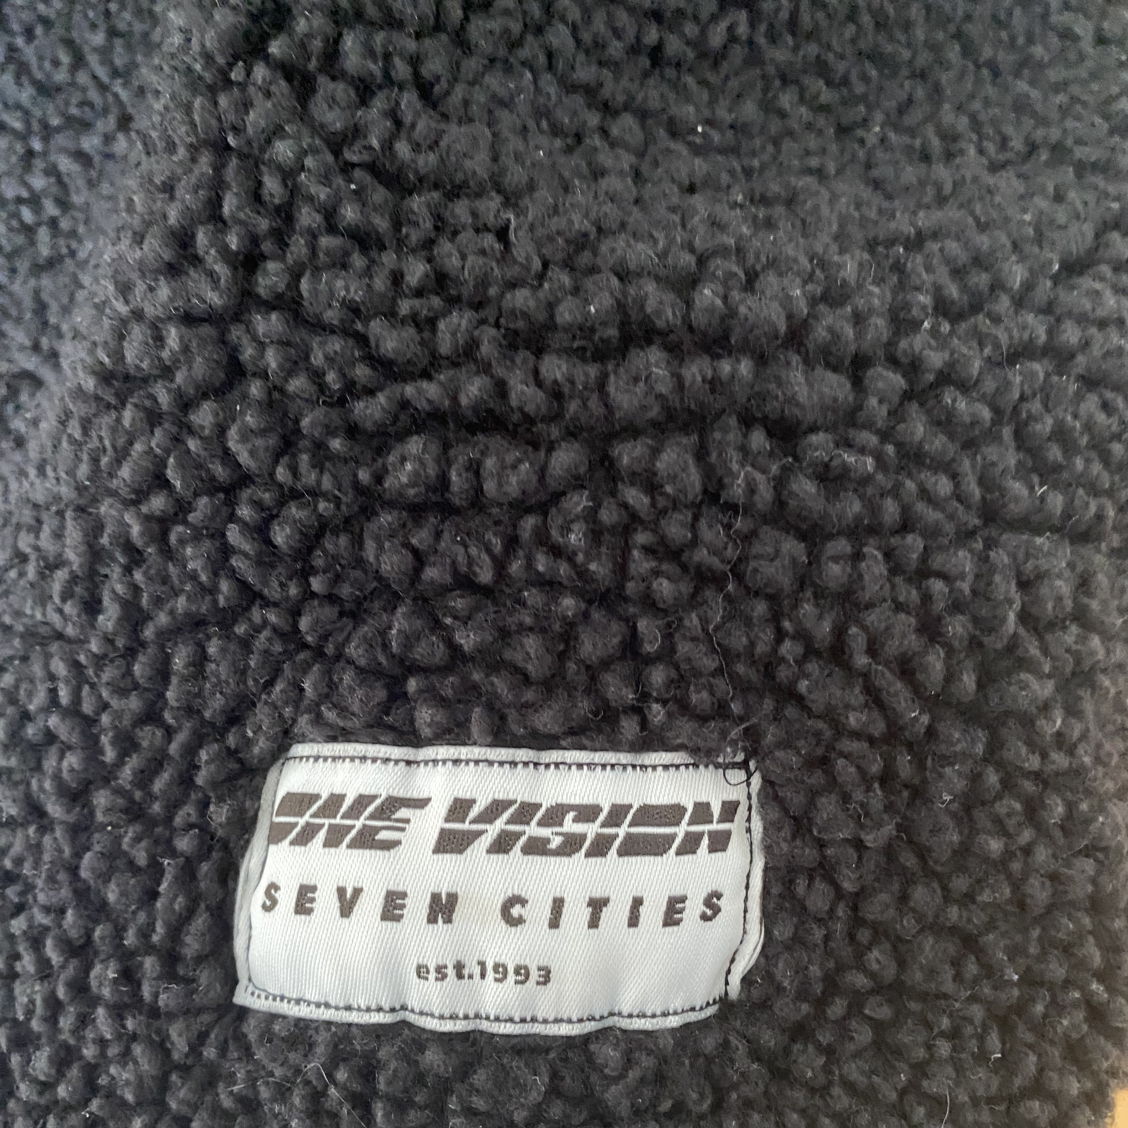 ONE VISION
SEVEN CITIES
est.1993